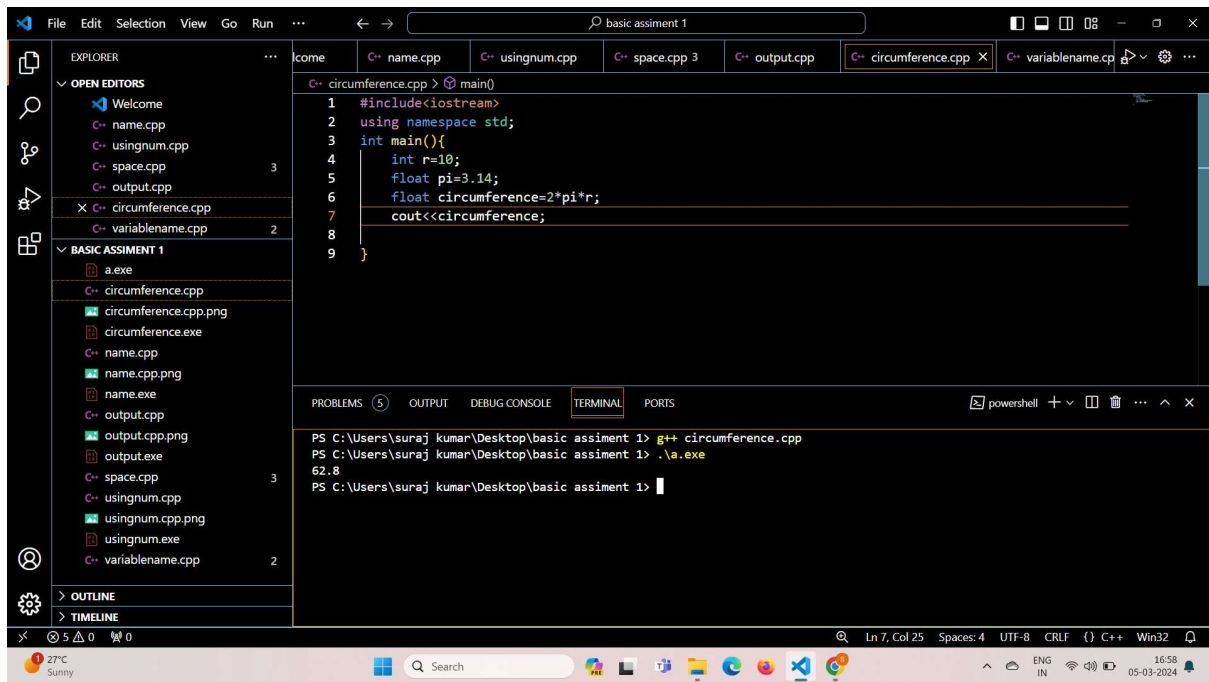 File Edit Selection View Go Run ··· basic assiment 1
EXPLORER ···
lcome name.cpp usingnum.cpp space.cpp 3 output.cpp circumference.cpp variablename.cp
OPEN EDITORS
Welcome
name.cpp
usingnum.cpp
space.cpp 3
output.cpp
circumference.cpp
variablename.cpp 2
BASIC ASSIMENT 1
a.exe
circumference.cpp
circumference.cpp.png
circumference.exe
name.cpp
name.cpp.png
name.exe
output.cpp
output.cpp.png
output.exe
space.cpp 3
usingnum.cpp
usingnum.cpp.png
usingnum.exe
variablename.cpp 2
OUTLINE
TIMELINE
circumference.cpp > main()
1 #include<iostream>
2 using namespace std;
3 int main(){
4 int r=10;
5 float pi=3.14;
6 float circumference=2*pi*r;
7 cout<<circumference;
8
9 }
PROBLEMS 5 OUTPUT DEBUG CONSOLE TERMINAL PORTS powershell
PS C:\Users\suraj kumar\Desktop\basic assiment 1> g++ circumference.cpp
PS C:\Users\suraj kumar\Desktop\basic assiment 1> .\a.exe
62.8
PS C:\Users\suraj kumar\Desktop\basic assiment 1>
5 0 0 Ln 7, Col 25 Spaces: 4 UTF-8 CRLF {} C++ Win32
1 27°C
Sunny
Search
PRE
ENG
IN
16:58
05-03-2024